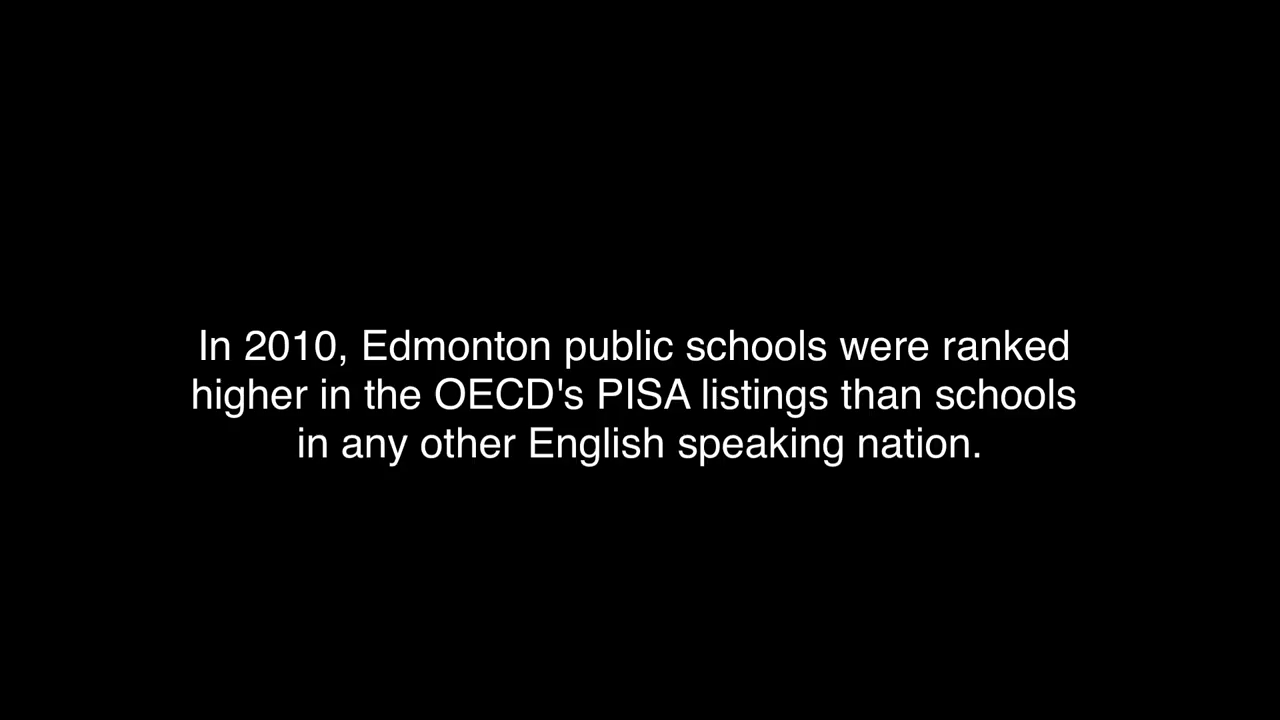 In 2010, Edmonton public schools were ranked
higher in the OECD's PISA listings than schools
in any other English speaking nation.